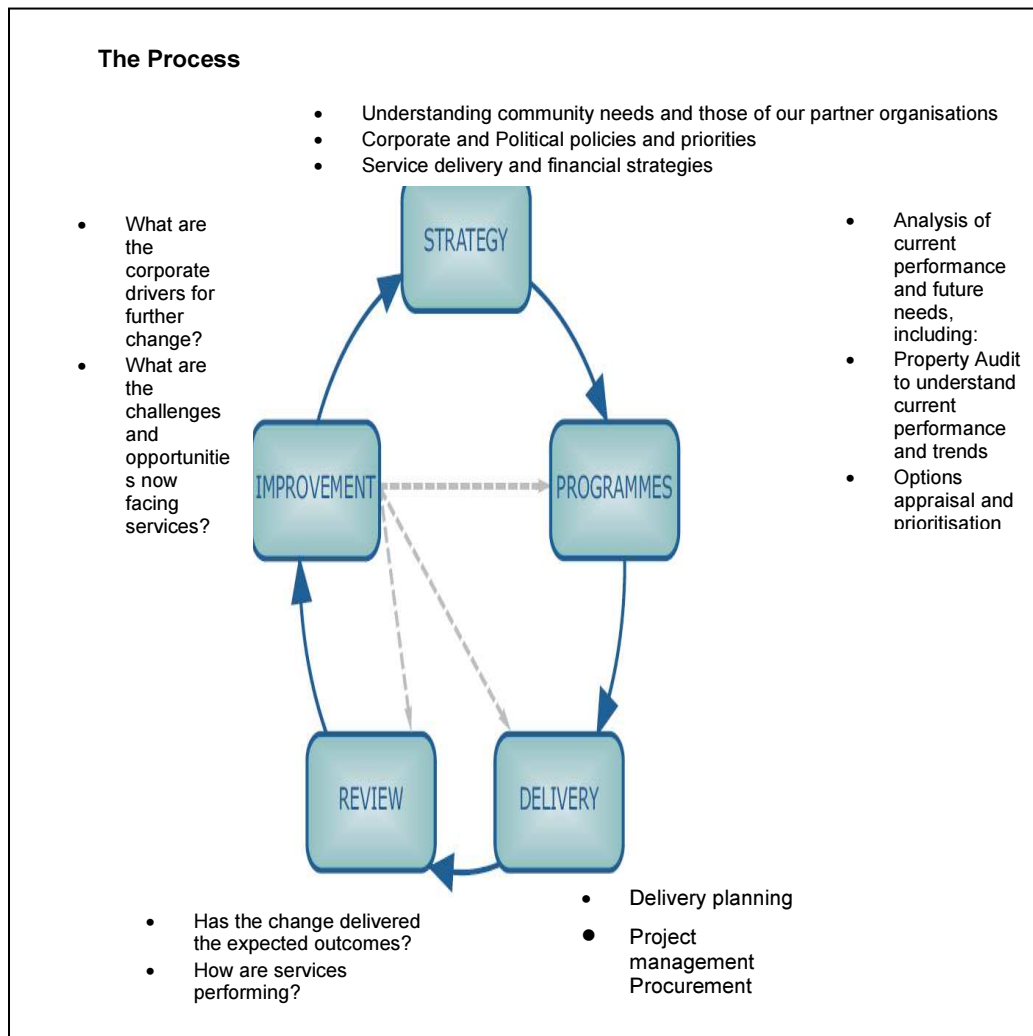 The Process
• Understanding community needs and those of our partner organisations
• Corporate and Political policies and priorities
• Service delivery and financial strategies
STRATEGY
• What are
the
corporate
drivers for
further
change?
• What are
the
challenges
and
opportunitie
s now
facing
services?
• Analysis of
current
performance
and future
needs,
including:
• Property Audit
to understand
current
performance
and trends
• Options
appraisal and
prioritisation
IMPROVEMENT
PROGRAMMES
REVIEW
DELIVERY
• Has the change delivered
the expected outcomes?
• How are services
performing?
• Delivery planning
• Project
management
Procurement